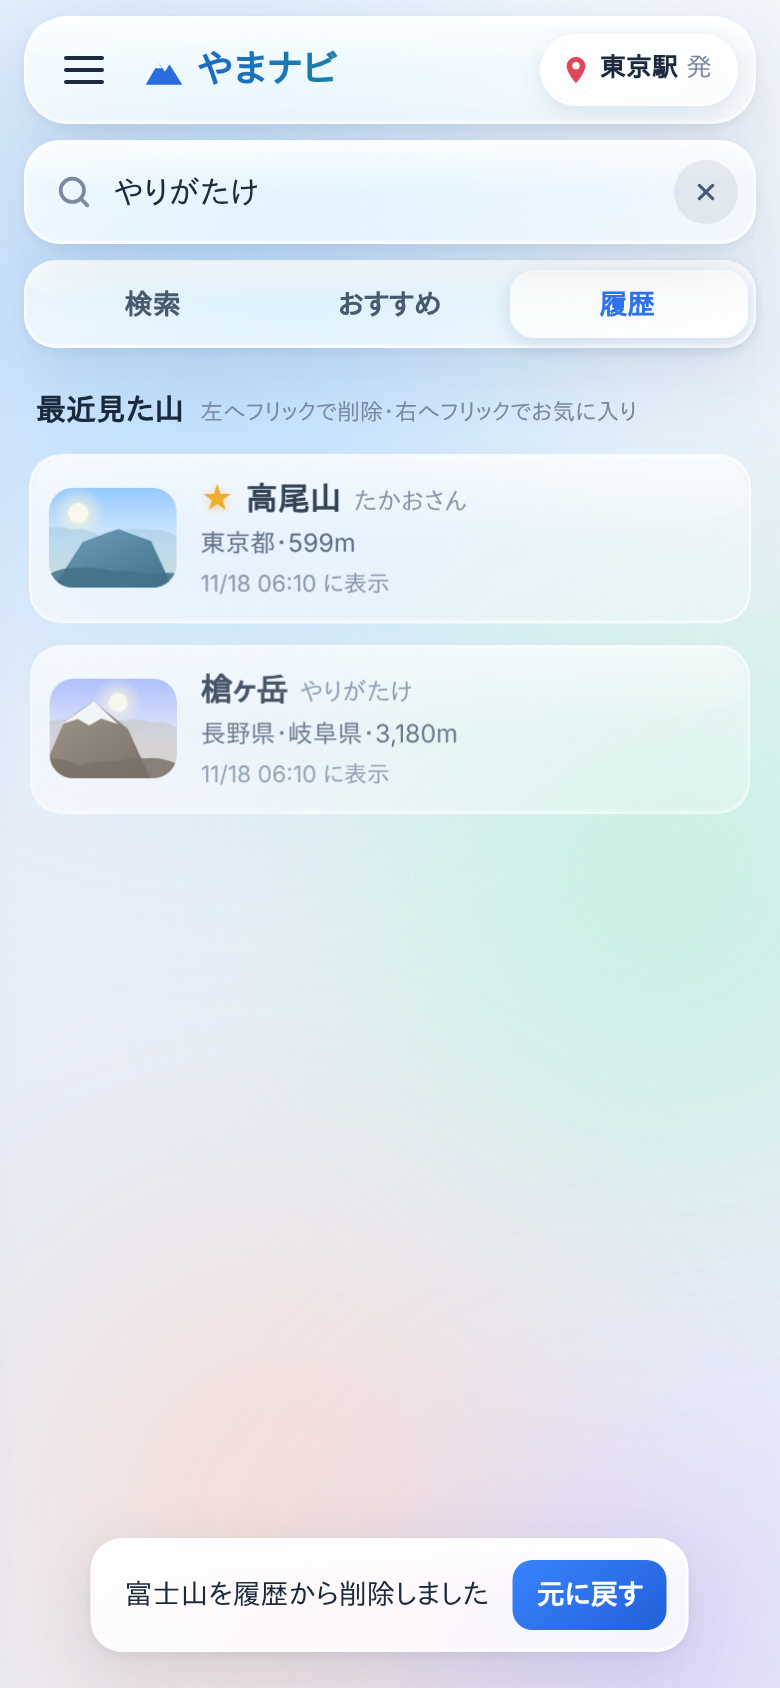 やまナビ
東京駅 発
やりがたけ
検索 おすすめ 履歴
最近見た山 左へフリックで削除・右へフリックでお気に入り
★ 高尾山 たかおさん
東京都・599m
11/18 06:10 に表示
槍ヶ岳 やりがたけ
長野県・岐阜県・3,180m
11/18 06:10 に表示
富士山を履歴から削除しました 元に戻す